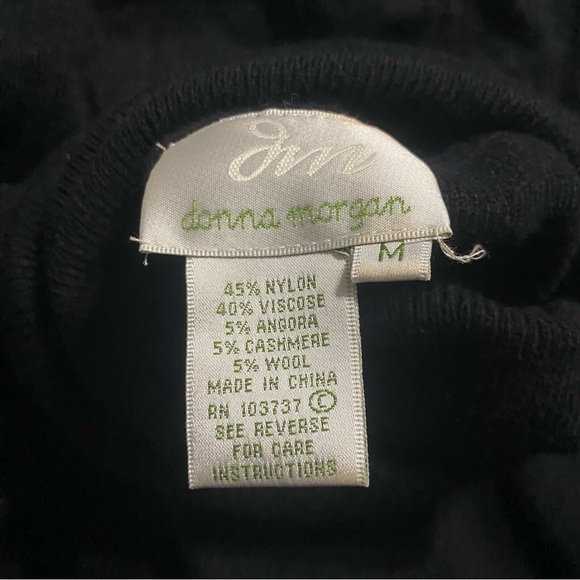 dm
donna morgan
M
45% NYLON
40% VISCOSE
5% ANGORA
5% CASHMERE
5% WOOL
MADE IN CHINA
RN 103737 ©
SEE REVERSE
FOR CARE
INSTRUCTIONS